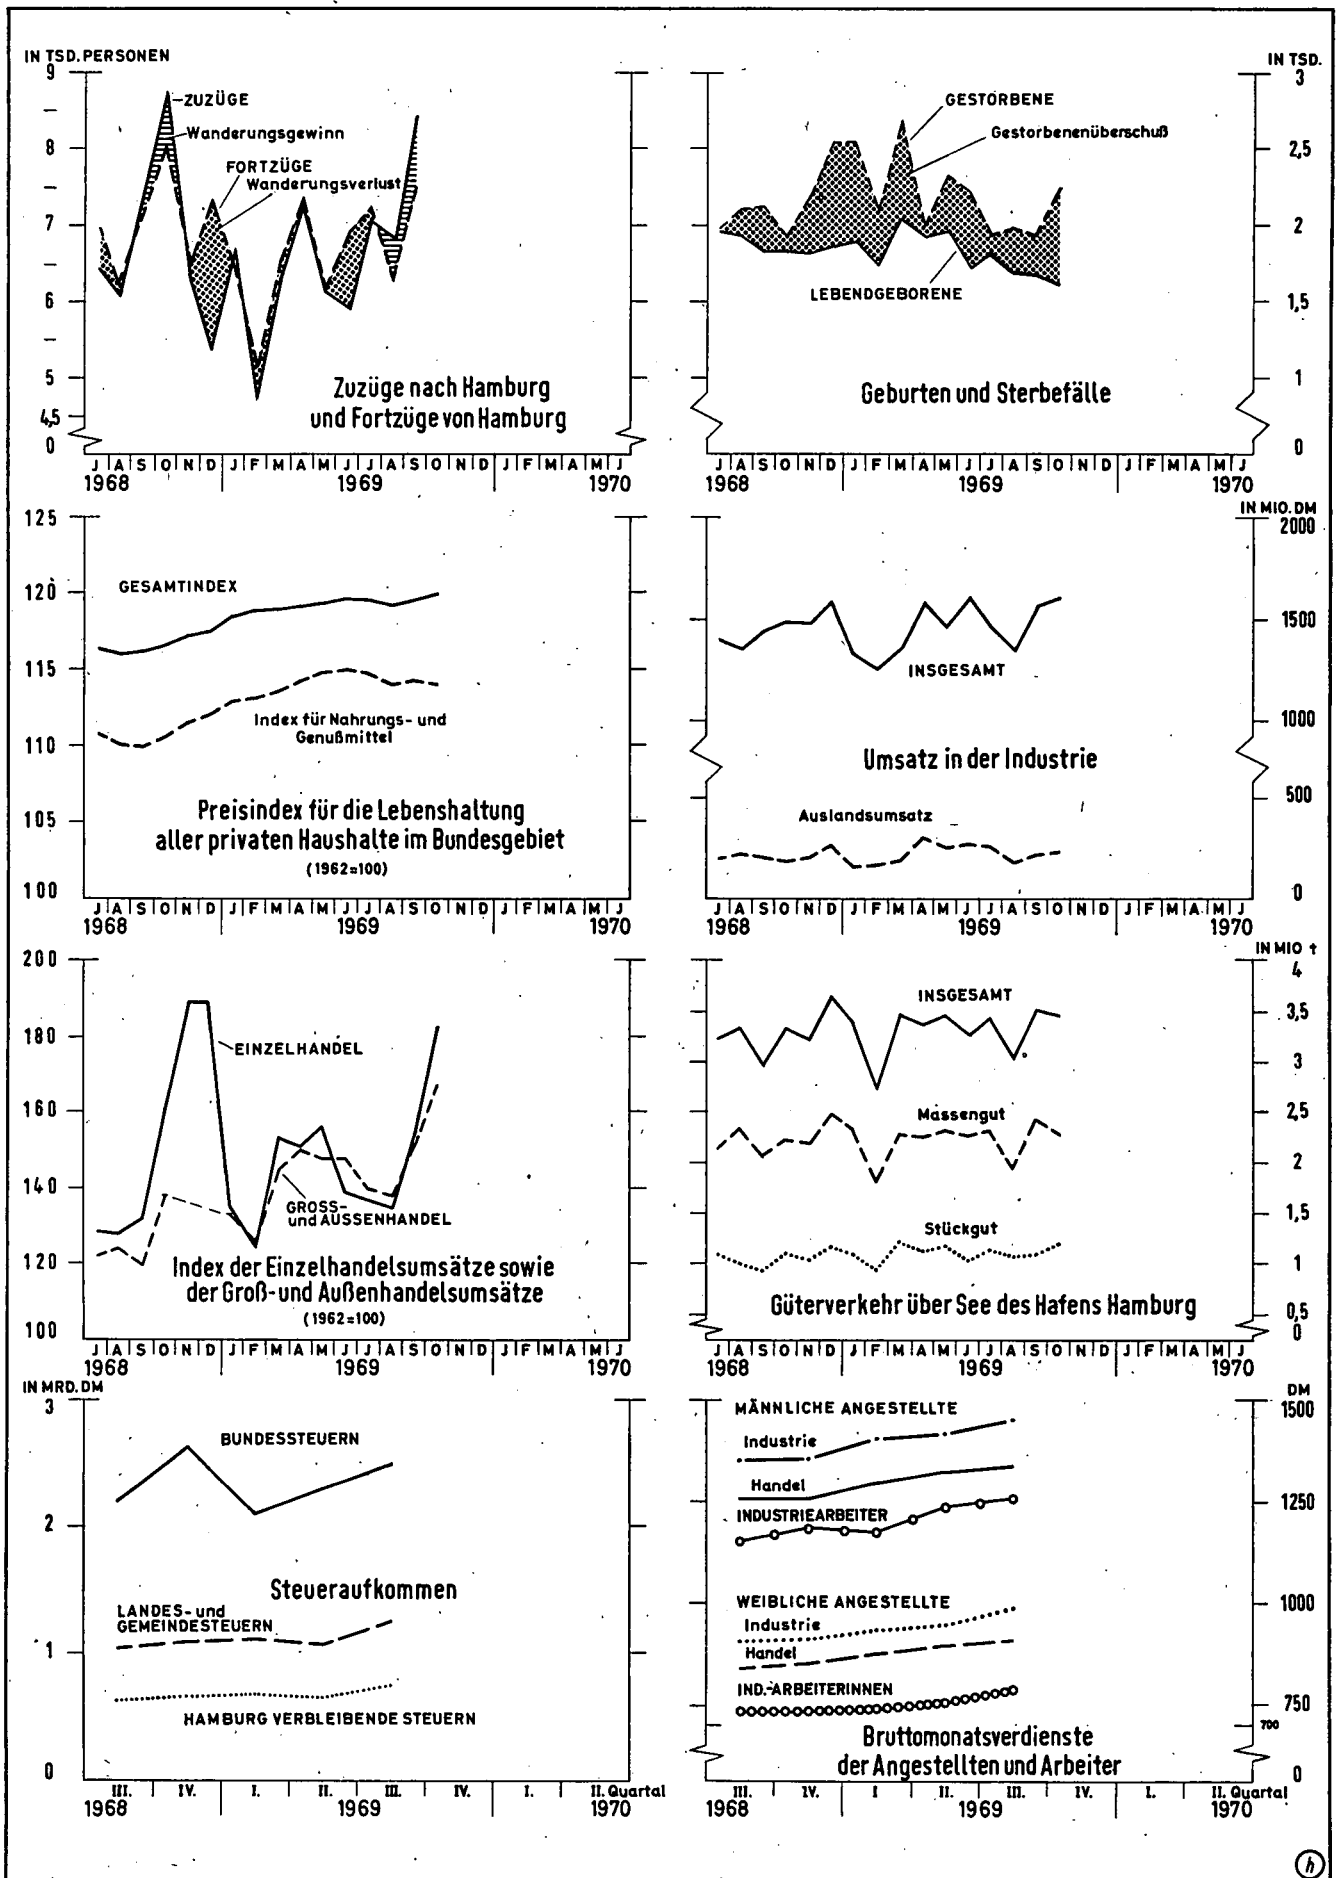 IN TSD. PERSONEN
9
8
7
6
5
4,5
0
ZUZÜGE
Wanderungsgewinn
FORTZÜGE
Wanderungsverlust
Zuzüge nach Hamburg
und Fortzüge von Hamburg
J A S O N D J F M A M J J A S O N D J F M A M J
1968 1969 1970
IN TSD.
3
2,5
2
1,5
1
0
GESTORBENE
Gestorbenenüberschuß
LEBENDGEBORENE
Geburten und Sterbefälle
J A S O N D J F M A M J J A S O N D J F M A M J
1968 1969 1970
125
120
115
110
105
100
GESAMTINDEX
Index für Nahrungs- und
Genußmittel
Preisindex für die Lebenshaltung
aller privaten Haushalte im Bundesgebiet
(1962=100)
J A S O N D J F M A M J J A S O N D J F M A M J
1968 1969 1970
IN MIO. DM
2000
1500
1000
500
0
INSGESAMT
Umsatz in der Industrie
Auslandsumsatz
J A S O N D J F M A M J J A S O N D J F M A M J
1968 1969 1970
200
180
160
140
120
100
EINZELHANDEL
GROSS-
und AUSSENHANDEL
Index der Einzelhandelsumsätze sowie
der Groß- und Außenhandelsumsätze
(1962=100)
J A S O N D J F M A M J J A S O N D J F M A M J
1968 1969 1970
IN MIO t
4
3,5
3
2,5
2
1,5
1
0,5
0
INSGESAMT
Massengut
Stückgut
Güterverkehr über See des Hafens Hamburg
J A S O N D J F M A M J J A S O N D J F M A M J
1968 1969 1970
IN MRD. DM
3
2
1
0
BUNDESSTEUERN
Steueraufkommen
LANDES- und
GEMEINDESTEUERN
HAMBURG VERBLEIBENDE STEUERN
III. IV. I. II. III. IV. I. II. Quartal
1968 1969 1970
DM
1500
1250
1000
750
700
0
MÄNNLICHE ANGESTELLTE
Industrie
Handel
INDUSTRIEARBEITER
WEIBLICHE ANGESTELLTE
Industrie
Handel
IND.-ARBEITERINNEN
Bruttomonatsverdienste
der Angestellten und Arbeiter
III. IV. I II. III. IV. I. II. Quartal
1968 1969 1970
h